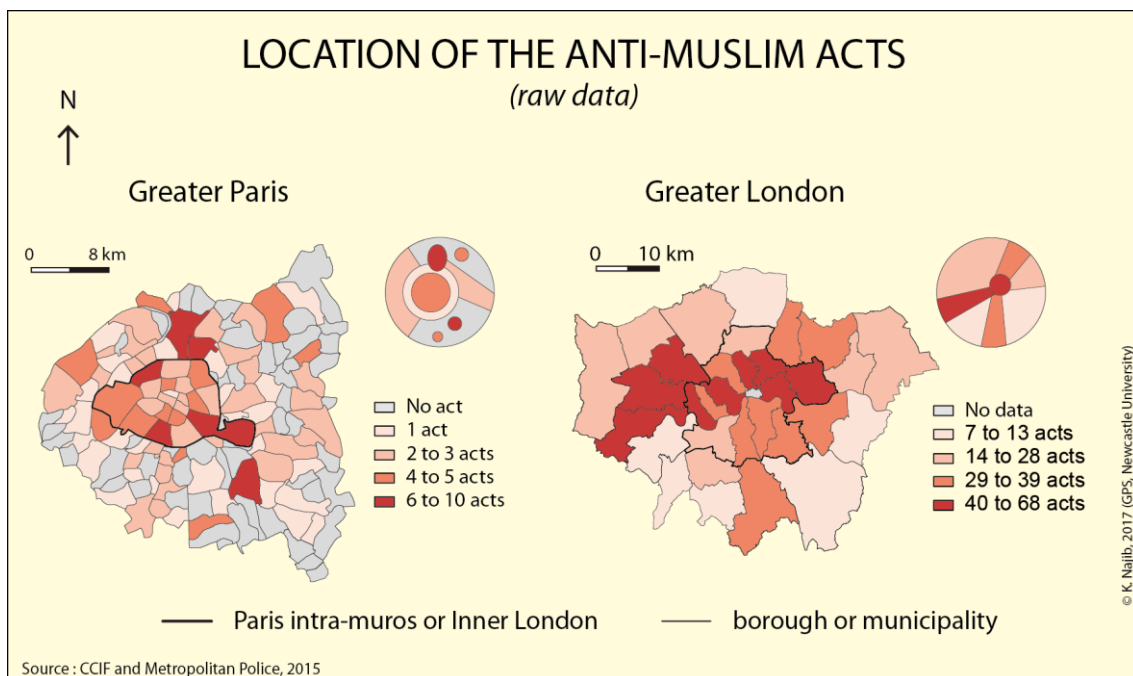 LOCATION OF THE ANTI-MUSLIM ACTS
(raw data)
N
Greater Paris
Greater London
0 8 km
0 10 km
No act
1 act
2 to 3 acts
4 to 5 acts
6 to 10 acts
No data
7 to 13 acts
14 to 28 acts
29 to 39 acts
40 to 68 acts
© K. Najib, 2017 (GPS, Newcastle University)
Paris intra-muros or Inner London
borough or municipality
Source : CCIF and Metropolitan Police, 2015